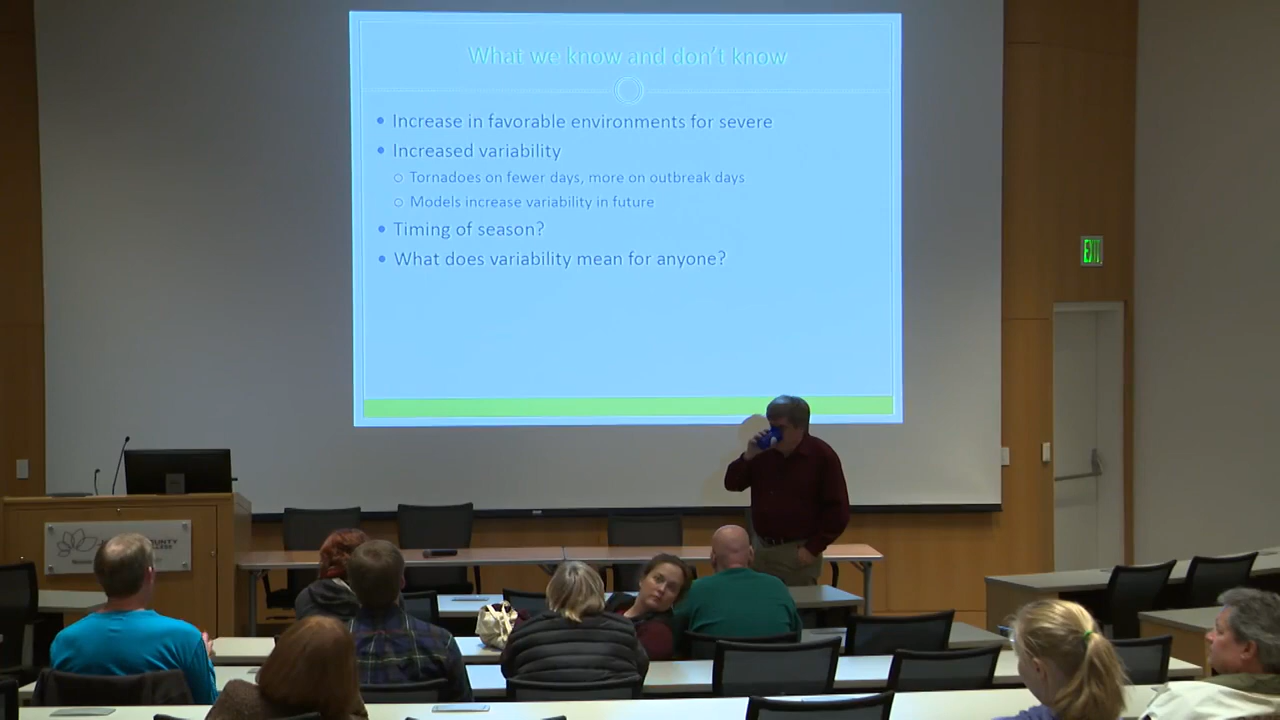 What we know and don't know
Increase in favorable environments for severe
Increased variability
Tornadoes on fewer days, more on outbreak days
Models increase variability in future
Timing of season?
What does variability mean for anyone?
EXIT